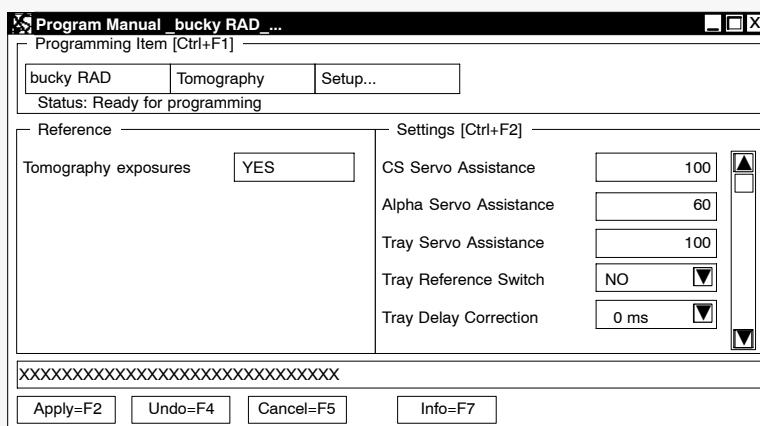 Program Manual _bucky RAD_...
Programming Item [Ctrl+F1]
bucky RAD Tomography Setup...
Status: Ready for programming
Reference
Tomography exposures YES
Settings [Ctrl+F2]
CS Servo Assistance 100
Alpha Servo Assistance 60
Tray Servo Assistance 100
Tray Reference Switch NO
Tray Delay Correction 0 ms
XXXXXXXXXXXXXXXXXXXXXXXXXXXXXX
Apply=F2 Undo=F4 Cancel=F5 Info=F7